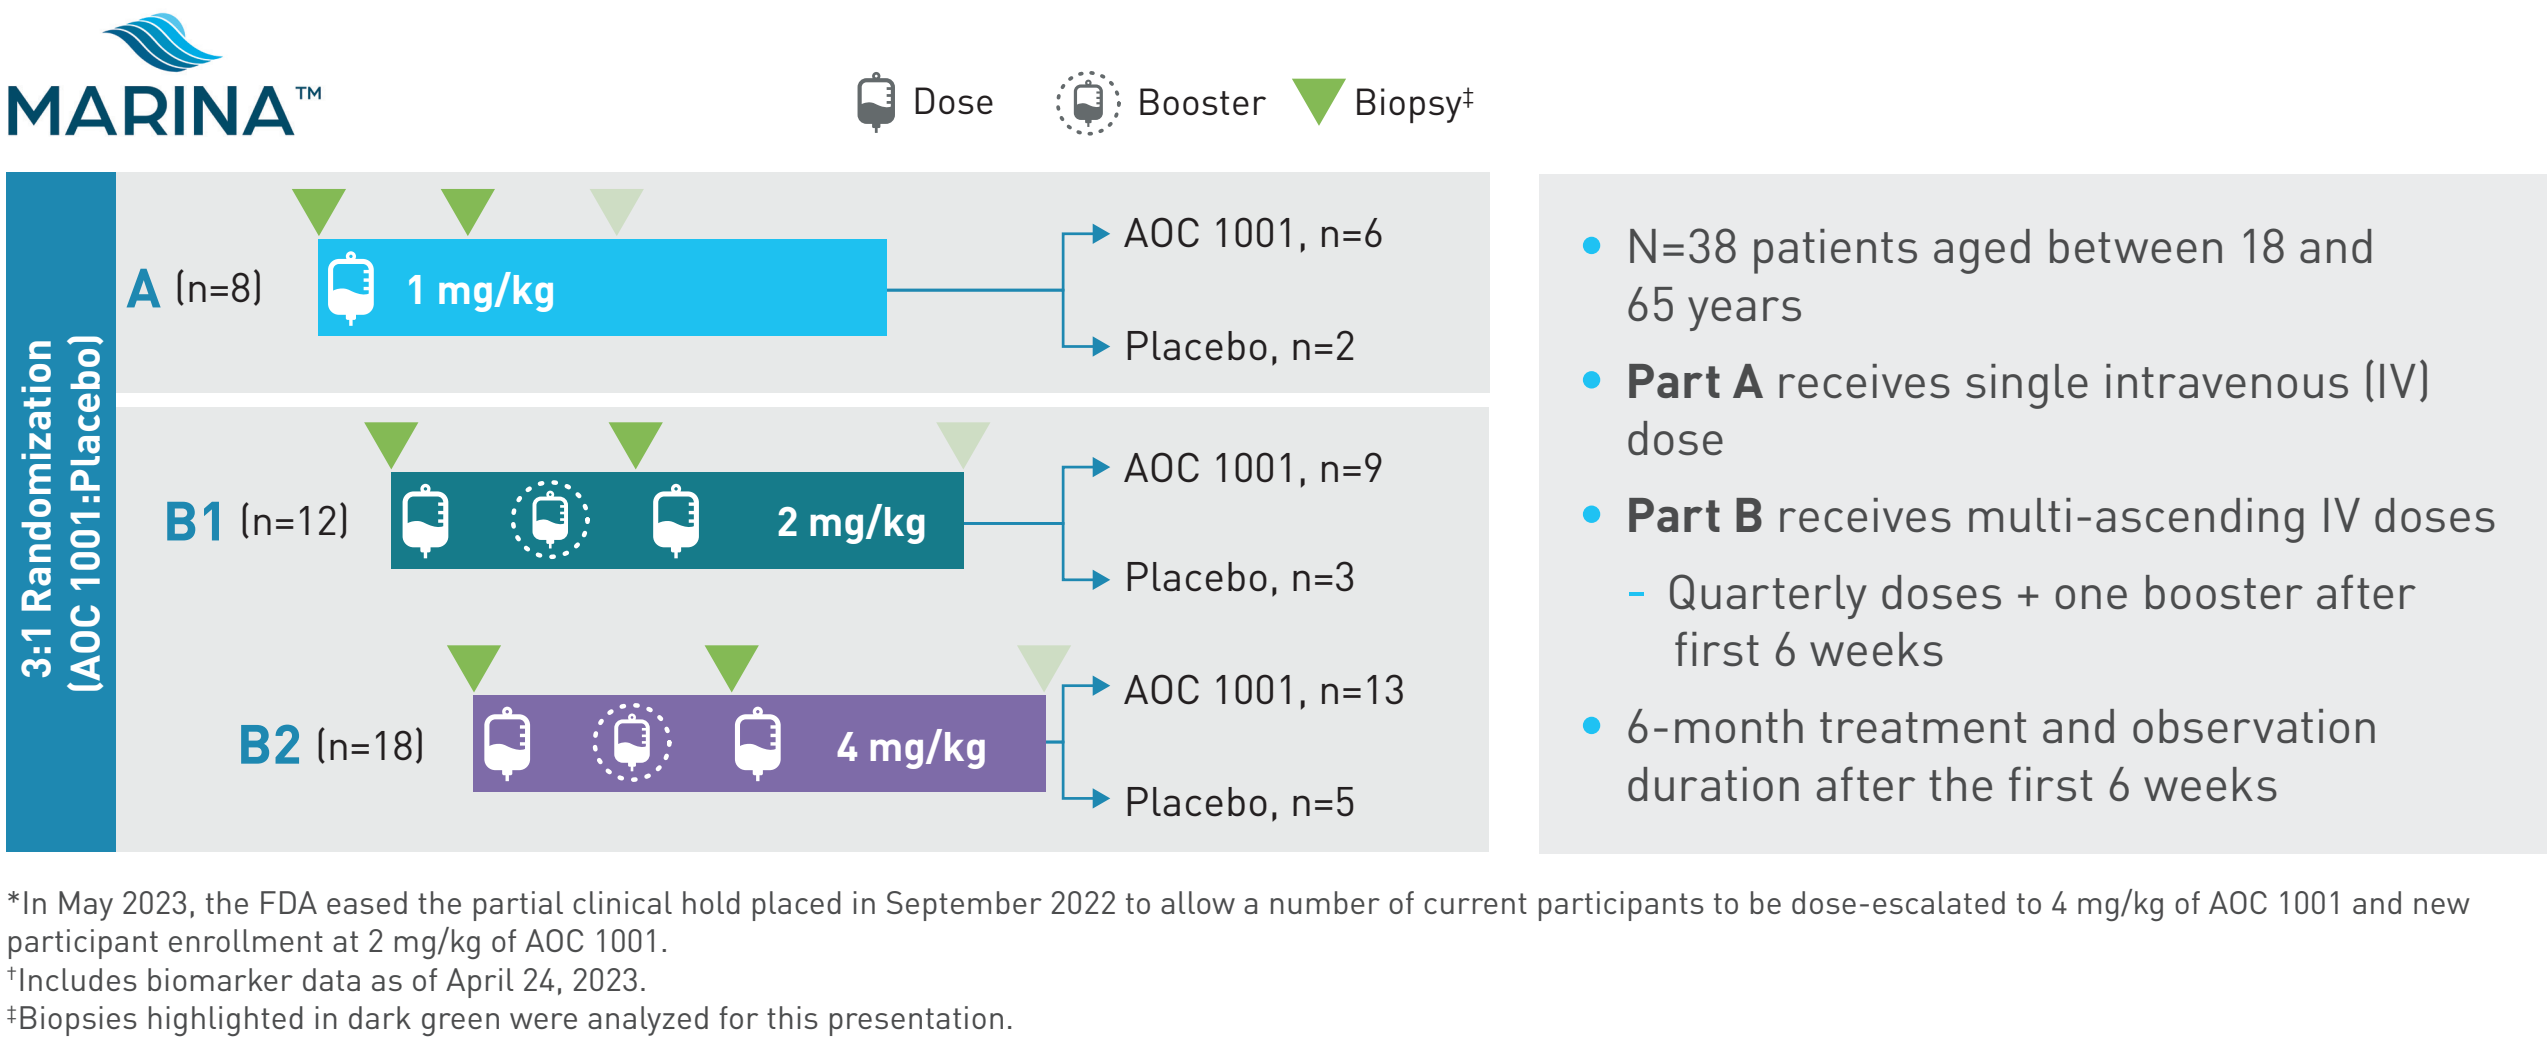 MARINA™
Dose
Booster
Biopsy‡
3:1 Randomization
(AOC 1001:Placebo)
A (n=8)
1 mg/kg
AOC 1001, n=6
Placebo, n=2
B1 (n=12)
2 mg/kg
AOC 1001, n=9
Placebo, n=3
B2 (n=18)
4 mg/kg
AOC 1001, n=13
Placebo, n=5
• N=38 patients aged between 18 and
65 years
• Part A receives single intravenous (IV)
dose
• Part B receives multi-ascending IV doses
- Quarterly doses + one booster after
first 6 weeks
• 6-month treatment and observation
duration after the first 6 weeks
*In May 2023, the FDA eased the partial clinical hold placed in September 2022 to allow a number of current participants to be dose-escalated to 4 mg/kg of AOC 1001 and new
participant enrollment at 2 mg/kg of AOC 1001.
†Includes biomarker data as of April 24, 2023.
‡Biopsies highlighted in dark green were analyzed for this presentation.